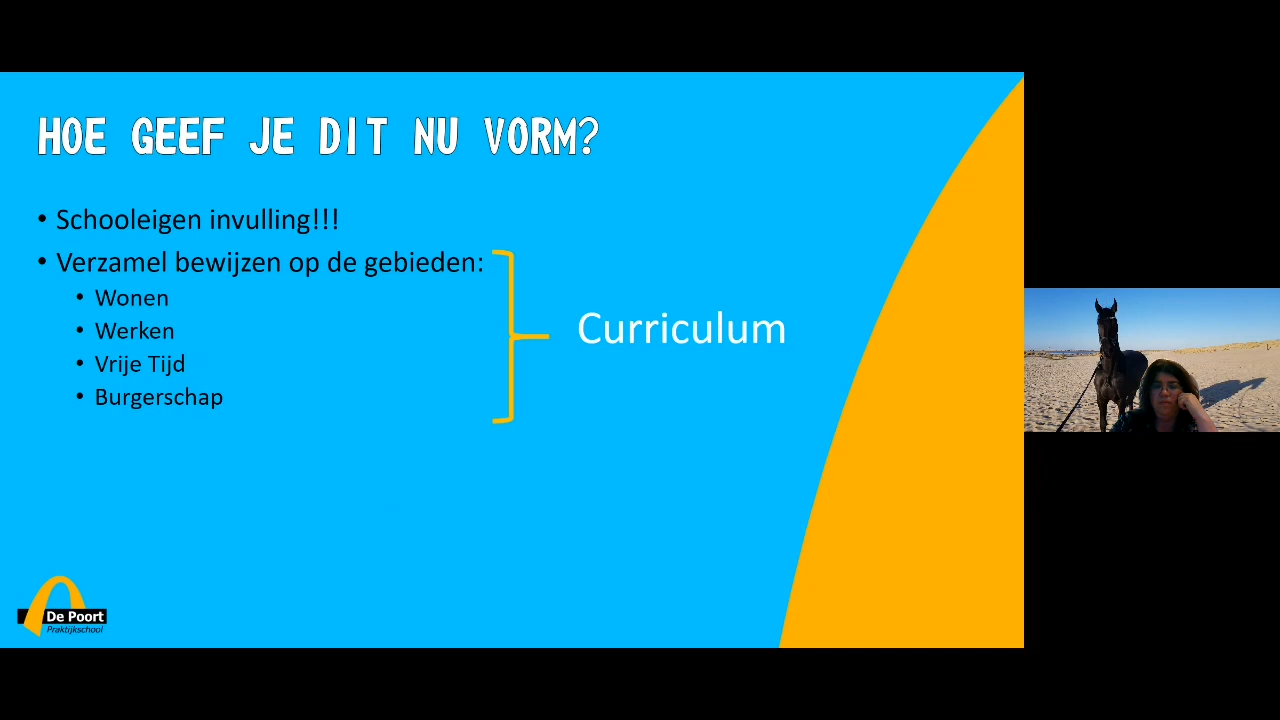 HOE GEEF JE DIT NU VORM?
• Schooleigen invulling!!!
• Verzamel bewijzen op de gebieden:
• Wonen
• Werken
• Vrije Tijd
• Burgerschap
Curriculum
De Poort
Praktijkschool